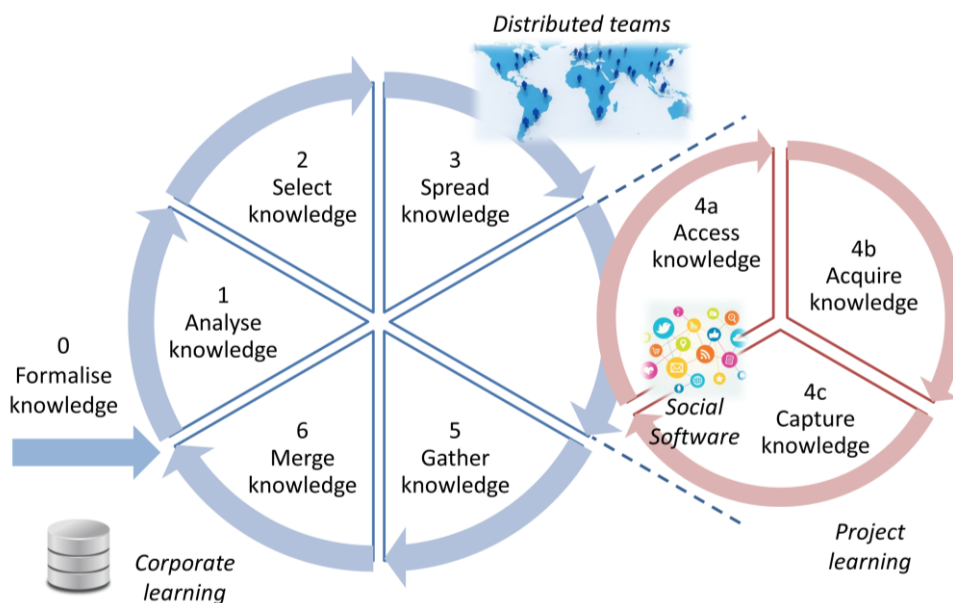 Distributed teams
2
Select
knowledge
3
Spread
knowledge
4a
Access
knowledge
4b
Acquire
knowledge
1
Analyse
knowledge
0
Formalise
knowledge
4c
Capture
knowledge
Social
Software
6
Merge
knowledge
5
Gather
knowledge
Corporate
learning
Project
learning